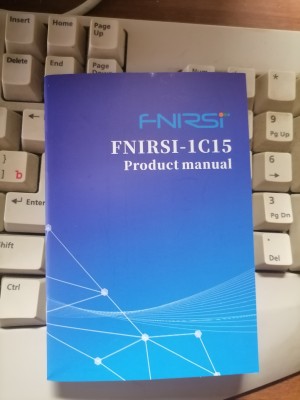 Insert
Home
Page
Up
Delete
End
Page
FNIRSI
FNIRSI-1C15
Product manual
9
Pg Up
6
3
Pg Dn
Enter
Shift
Ctrl
Del
}
]
Ъ